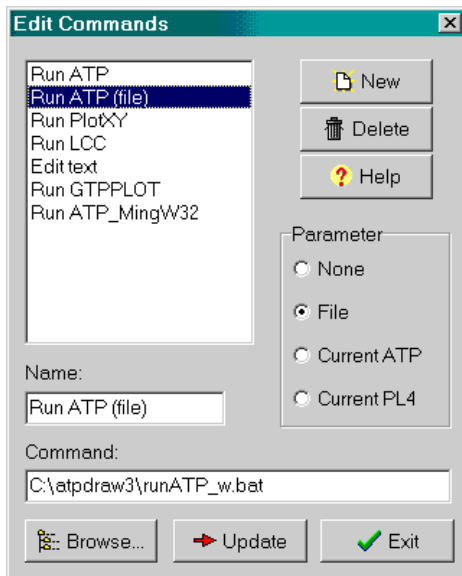 Edit Commands
Run ATP
Run ATP (file)
Run PlotXY
Run LCC
Edit text
Run GTPPLOT
Run ATP_MingW32
New
Delete
Help
Parameter
None
File
Current ATP
Current PL4
Name:
Run ATP (file)
Command:
C:\atpdraw3\runATP_w.bat
Browse...
Update
Exit